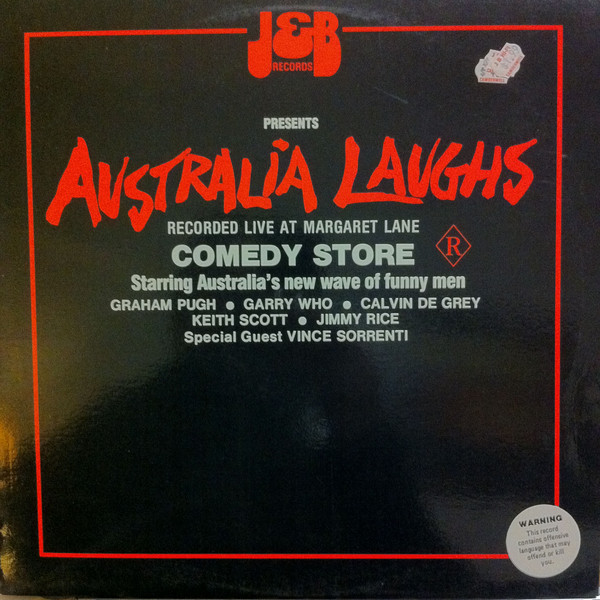 J&B
RECORDS
PRESENTS
AUSTRALIA LAUGHS
RECORDED LIVE AT MARGARET LANE
COMEDY STORE R
Starring Australia's new wave of funny men
GRAHAM PUGH ● GARRY WHO ● CALVIN DE GREY
KEITH SCOTT ● JIMMY RICE
Special Guest VINCE SORRENTI
WARNING
This record
contains offensive
language that may
offend or kill
you.